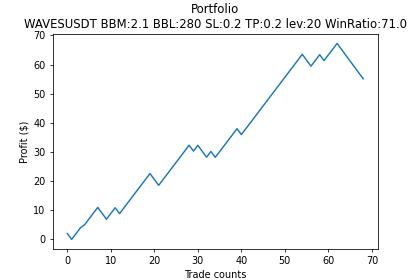 Portfolio
WAVESUSDT BBM:2.1 BBL:280 SL:0.2 TP:0.2 lev:20 WinRatio:71.0
70
60
50
40
30
20
10
0
Profit ($)
0 10 20 30 40 50 60 70
Trade counts